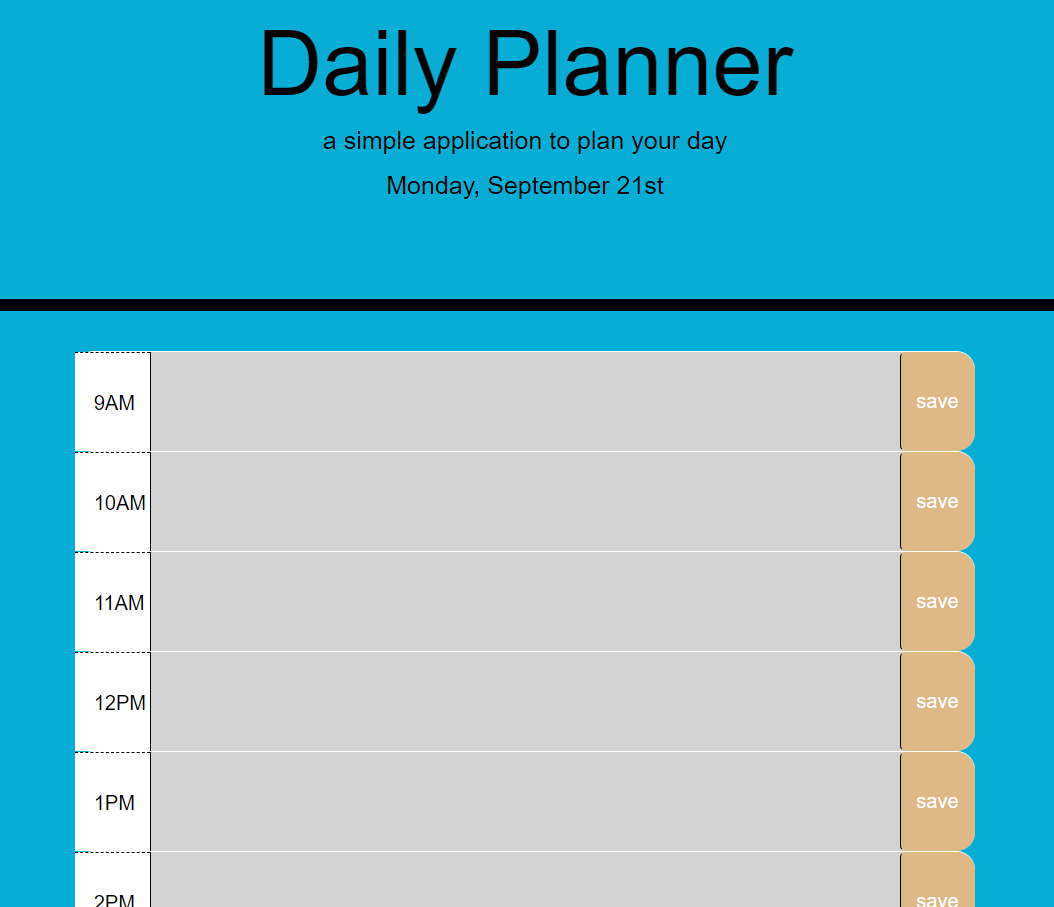 Daily Planner
a simple application to plan your day
Monday, September 21st
9AM save
10AM save
11AM save
12PM save
1PM save
2PM save